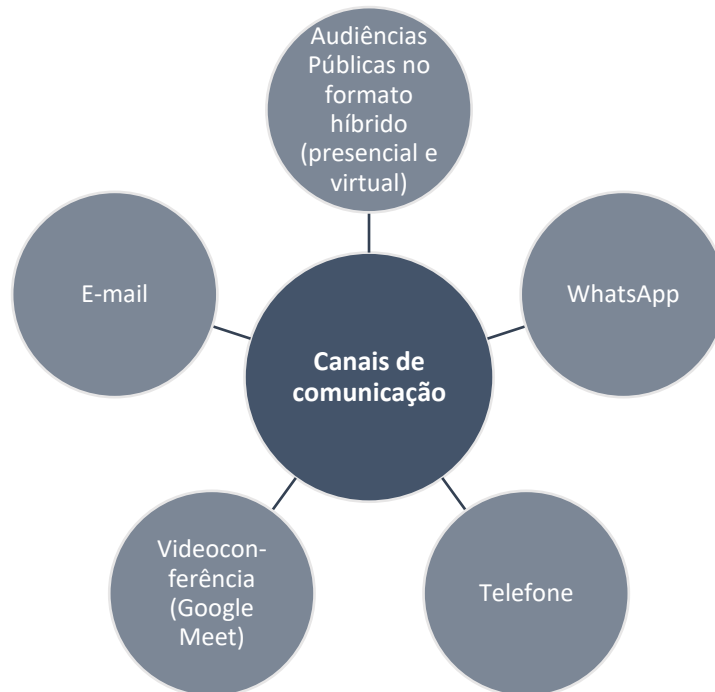 Audiências
Públicas no
formato
híbrido
(presencial e
virtual)
E-mail
WhatsApp
Canais de
comunicação
Videocon-
ferência
(Google
Meet)
Telefone